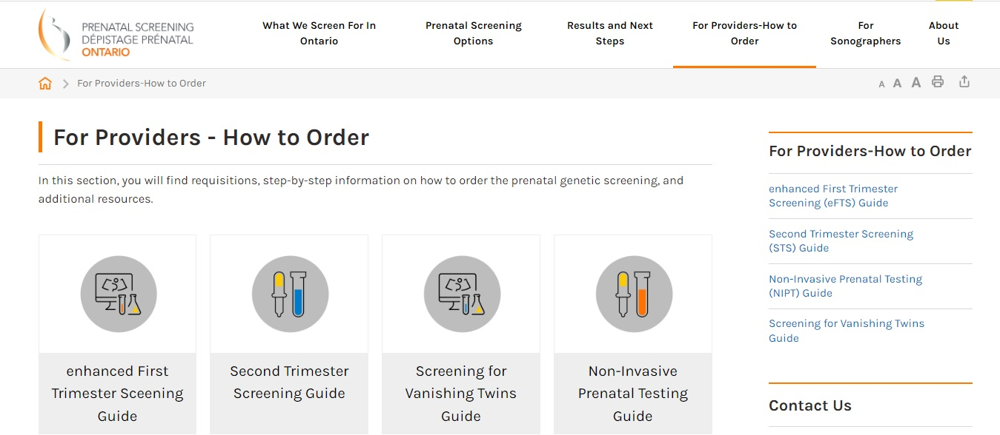 PRENATAL SCREENING
DÉPISTAGE PRÉNATAL
ONTARIO
What We Screen For In
Ontario
Prenatal Screening
Options
Results and Next
Steps
For Providers-How to
Order
For
Sonographers
About
Us
For Providers-How to Order
A A A
For Providers - How to Order
In this section, you will find requisitions, step-by-step information on how to order the prenatal genetic screening, and
additional resources.
enhanced First
Trimester Sceening
Guide
Second Trimester
Screening Guide
Screening for
Vanishing Twins
Guide
Non-Invasive
Prenatal Testing
Guide
For Providers-How to Order
enhanced First Trimester
Screening (eFTS) Guide
Second Trimester Screening
(STS) Guide
Non-Invasive Prenatal Testing
(NIPT) Guide
Screening for Vanishing Twins
Guide
Contact Us